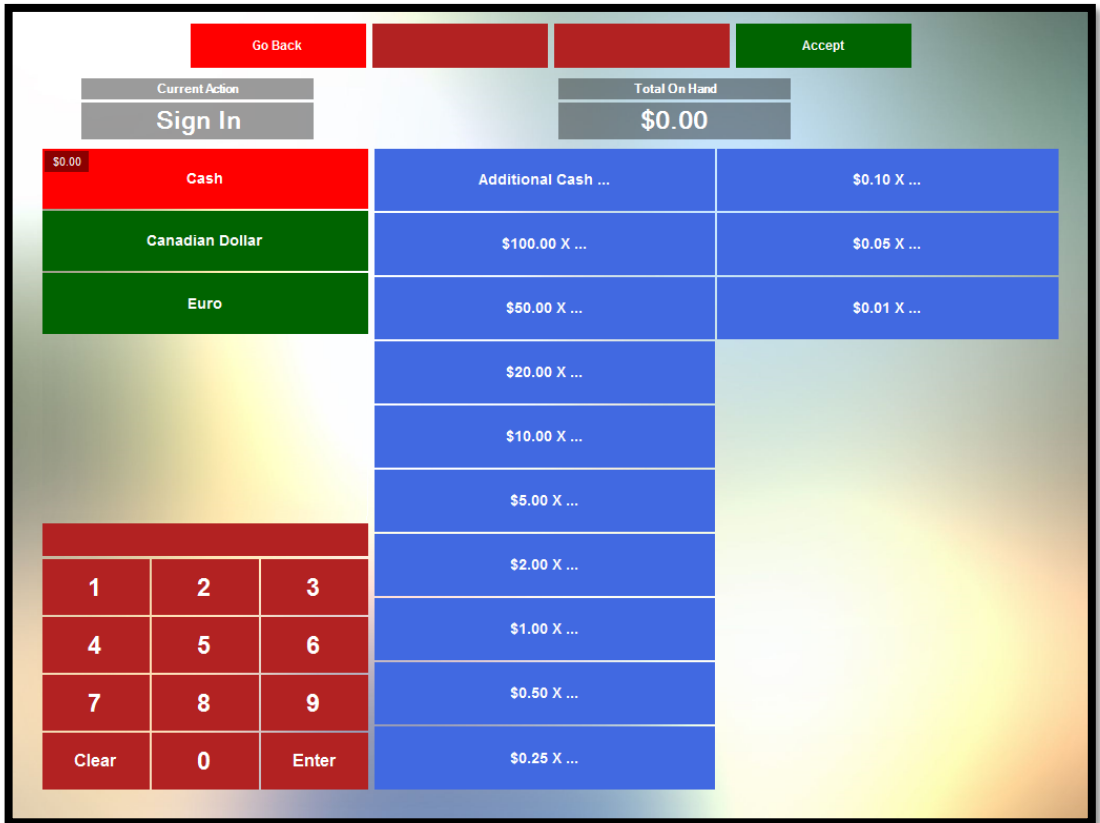 Go Back
Accept
Current Action
Total On Hand
Sign In
$0.00
$0.00
Cash
Canadian Dollar
Euro
Additional Cash ...
$100.00 X ...
$50.00 X ...
$20.00 X ...
$10.00 X ...
$5.00 X ...
$2.00 X ...
$1.00 X ...
$0.50 X ...
$0.25 X ...
$0.10 X ...
$0.05 X ...
$0.01 X ...
1 2 3
4 5 6
7 8 9
Clear 0 Enter